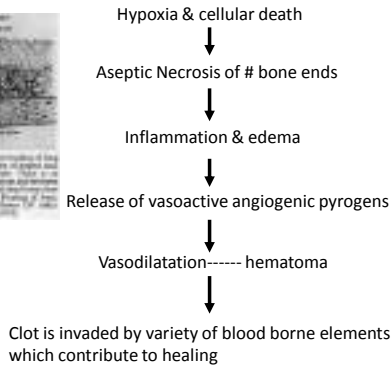 Hypoxia & cellular death
Aseptic Necrosis of # bone ends
Inflammation & edema
Release of vasoactive angiogenic pyrogens
Vasodilatation------ hematoma
Clot is invaded by variety of blood borne elements
which contribute to healing